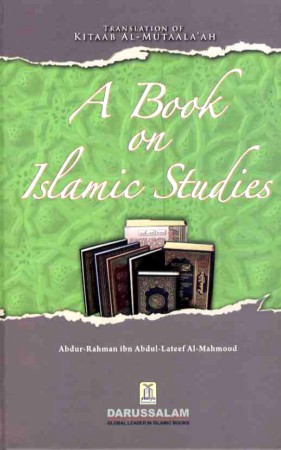 TRANSLATION OF
KITAAB AL-MUTAALA'AH
A Book
on
Islamic Studies
Abdur-Rahman ibn Abdul-Lateef Al-Mahmood
DARUSSALAM
GLOBAL LEADER IN ISLAMIC BOOKS